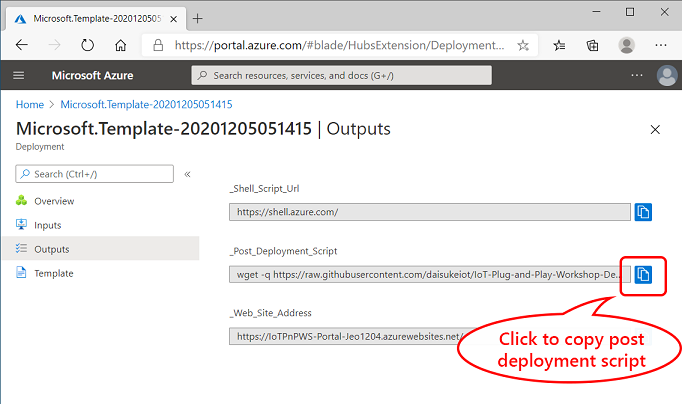 Microsoft.Template-2020120505
https://portal.azure.com/#blade/HubsExtension/Deployment...
Microsoft Azure
Search resources, services, and docs (G+/)
Home > Microsoft.Template-20201205051415
Microsoft.Template-20201205051415 | Outputs
Deployment
Search (Ctrl+/)
Overview
Inputs
Outputs
Template
_Shell_Script_Url
https://shell.azure.com/
_Post_Deployment_Script
wget -q https://raw.githubusercontent.com/daisukeiot/IoT-Plug-and-Play-Workshop-De...
_Web_Site_Address
https://IoTPnPWS-Portal-Jeo1204.azurewebsites.net/
Click to copy post
deployment script